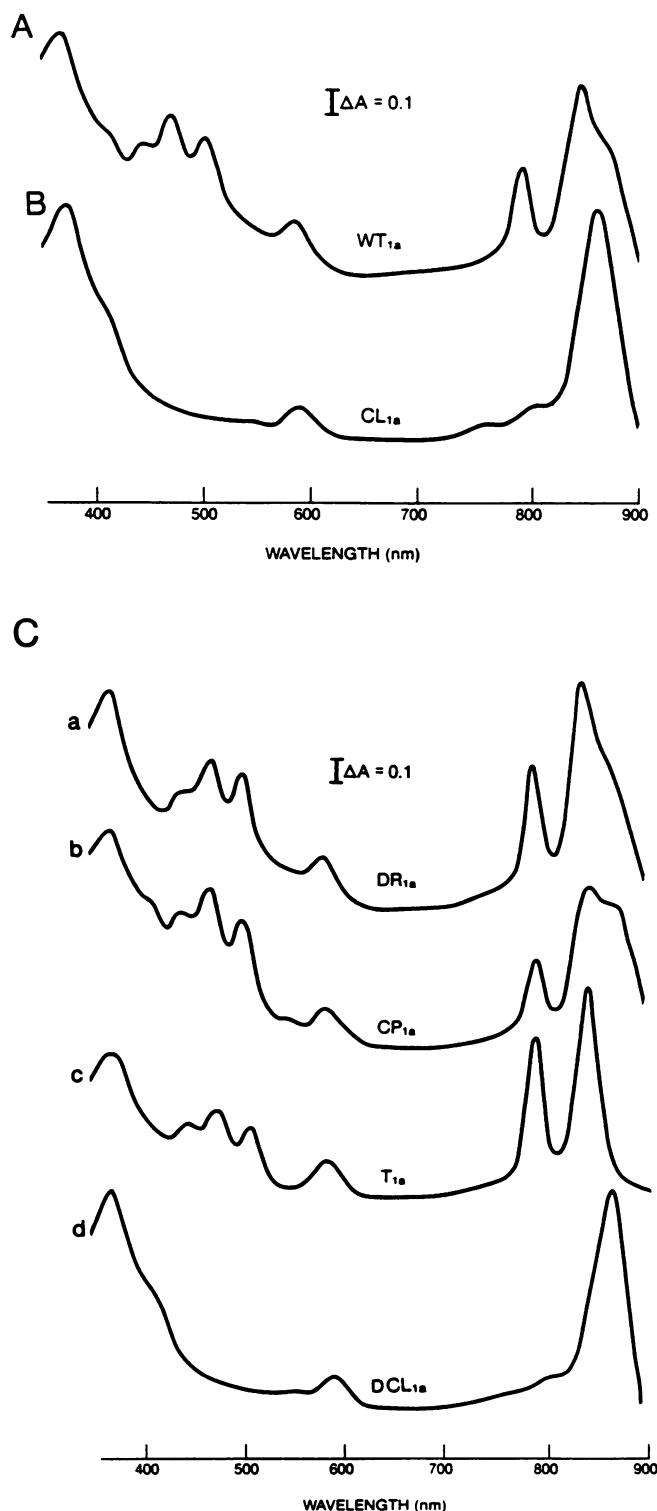 A
ΔA = 0.1
WT₁ₐ
B
CL₁ₐ
400 500 600 700 800 900
WAVELENGTH (nm)
C
a
ΔA = 0.1
DR₁ₐ
b
CP₁ₐ
c
T₁ₐ
d
DCL₁ₐ
400 500 600 700 800 900
WAVELENGTH (nm)